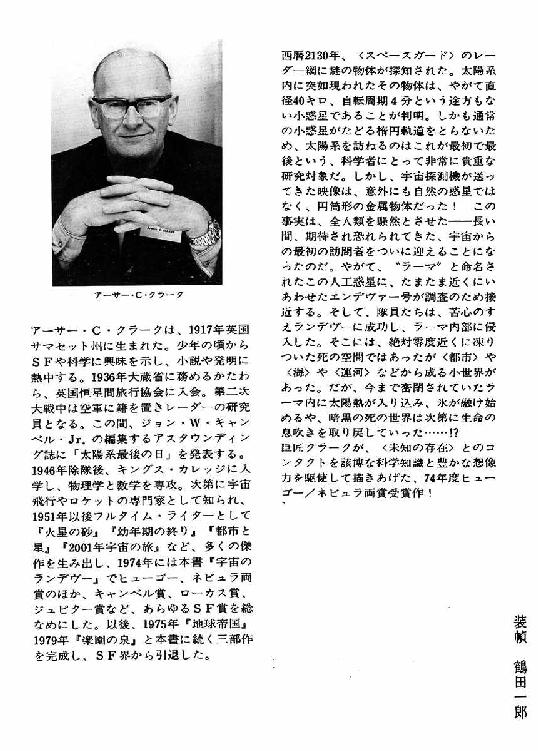 アーサー・C・クラーク
アーサー・C・クラークは、1917年英国
サマセット州に生まれた。少年の頃から
SFや科学に興味を示し、小説や発明に
熱中する。1936年大蔵省に務めるかたわ
ら、英国恒星間旅行協会に入会。第二次
大戦中は空軍に籍を置きレーダーの研究
員となる。この間、ジョン・W・キャン
ベル・Jr. の編集するアスタウンディン
グ誌に「太陽系最後の日」を発表する。
1946年除隊後、キングス・カレッジに入
学し、物理学と数学を専攻。次第に宇宙
飛行やロケットの専門家として知られ、
1951年以後フルタイム・ライターとして
『火星の砂』『幼年期の終り』『都市と
星』『2001年宇宙の旅』など、多くの傑
作を生み出し、1974年には本書『宇宙の
ランデヴー』でヒューゴー、ネビュラ両
賞のほか、キャンベル賞、ローカス賞、
ジュピター賞など、あらゆるSF賞を総
なめにした。以後、1975年『地球帝国』
1979年『楽園の泉』と本書に続く三部作
を完成し、SF界から引退した。
西暦2130年、〈スペースガード〉のレー
ダー網に謎の物体が探知された。太陽系
内に突如現われたその物体は、やがて直
径40キロ、自転周期4分という途方もな
い小惑星であることが判明。しかも通常
の小惑星がたどる楕円軌道をとらないた
め、太陽系を訪ねるのはこれが最初で最
後という、科学者にとって非常に貴重な
研究対象だ。しかし、宇宙探測機が送っ
てきた映像は、意外にも自然の惑星では
なく、円筒形の金属物体だった！ この
事実は、全人類を騒然とさせた——長い
間、期待され恐れられてきた、宇宙から
の最初の訪問者をついに迎えることにな
ったのだ。やがて、“ラーマ”と命名さ
れたこの人工惑星に、たまたま近くにい
あわせたエンデヴァー号が調査のため接
近する。そして、隊員たちは、苦心のす
えランデヴーに成功し、ラーマ内部に侵
入した。そこには、絶対零度近くに凍り
ついた死の空間ではあったが〈都市〉や
〈海〉や〈運河〉などから成る小世界が
あった。だが、今まで密閉されていたラ
ーマ内に太陽熱が入り込み、氷が融け始
めるや、暗黒の死の世界は次第に生命の
息吹きを取り戻していった……!?
巨匠クラークが、〈未知の存在〉とのコ
ンタクトを該博な科学知識と豊かな想像
力を駆使して描きあげた、74年度ヒュー
ゴー／ネビュラ両賞受賞作！
装幀 鶴田一郎